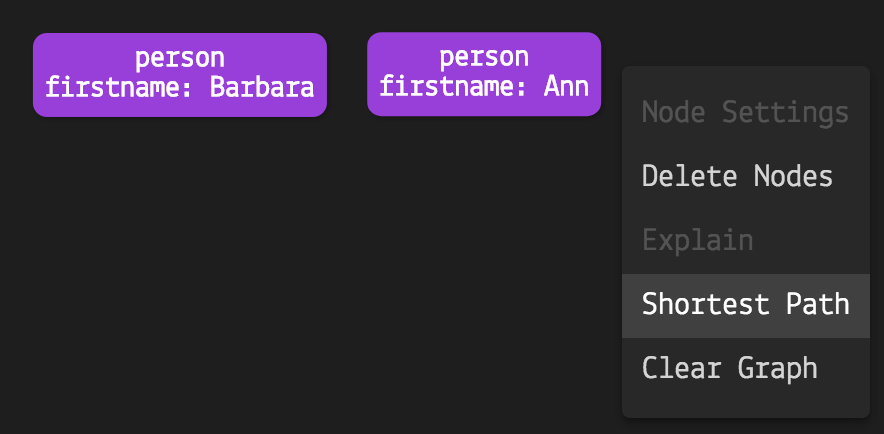 person
firstname: Barbara
person
firstname: Ann
Node Settings
Delete Nodes
Explain
Shortest Path
Clear Graph